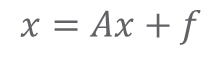 x = Ax + f